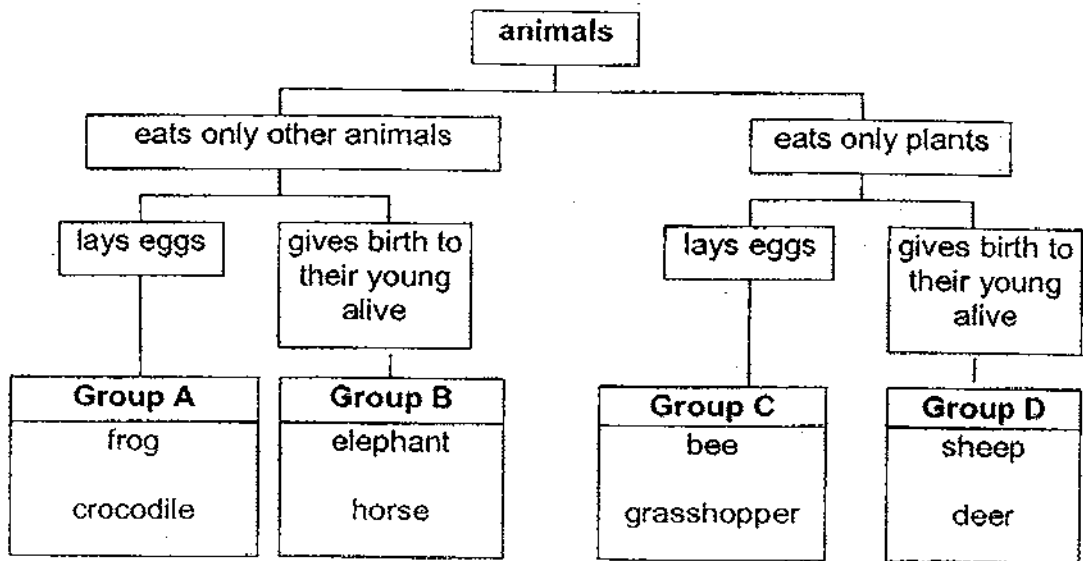 animals
eats only other animals
eats only plants
lays eggs
gives birth to
their young
alive
lays eggs
gives birth to
their young
alive
Group A
frog
crocodile
Group B
elephant
horse
Group C
bee
grasshopper
Group D
sheep
deer